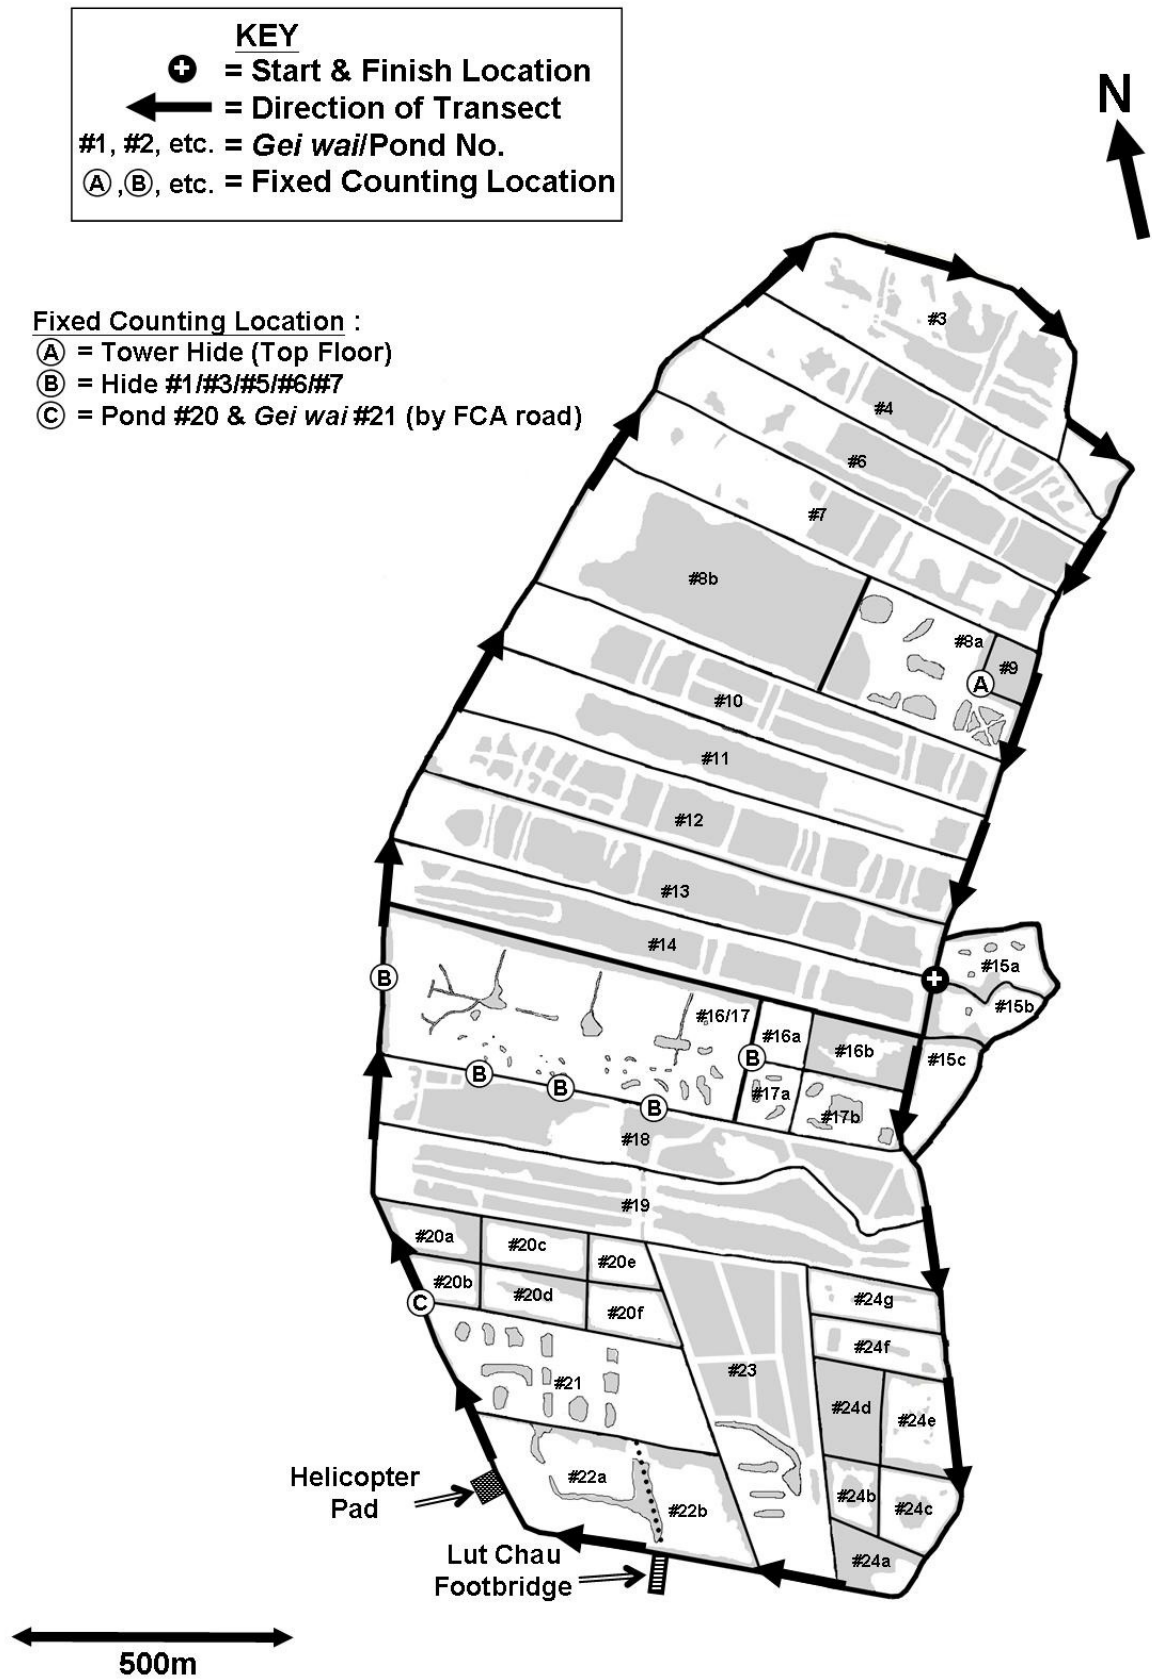 KEY
= Start & Finish Location
= Direction of Transect
#1, #2, etc. = Gei wai/Pond No.
Ⓐ,Ⓑ, etc. = Fixed Counting Location
N
Fixed Counting Location :
Ⓐ = Tower Hide (Top Floor)
Ⓑ = Hide #1/#3/#5/#6/#7
Ⓒ = Pond #20 & Gei wai #21 (by FCA road)
#3
#4
#6
#7
#8b
#8a
#9
A
#10
#11
#12
#13
#14
#15a
#15b
#15c
B
#16/17
#16a
#16b
B
B
B
B
#17a
#17b
#18
#19
#20a
#20c
#20e
#20b
#20d
#20f
C
#24g
#24f
#21
#23
#24d
#24e
#22a
#22b
#24b
#24c
#24a
Helicopter
Pad
Lut Chau
Footbridge
500m